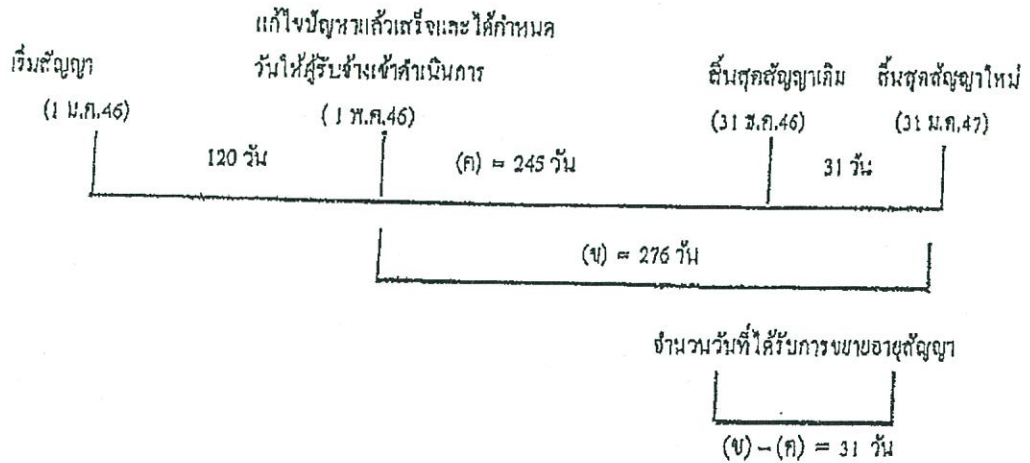 แก้ไขปัญหาแล้วเสร็จและได้กำหนด
เริ่มสัญญา วันให้ผู้รับจ้างเข้าดำเนินการ สิ้นสุดสัญญาเดิม สิ้นสุดสัญญาใหม่
(1 ม.ค.46) (1 พ.ค.46) (31 ธ.ค.46) (31 ม.ค.47)
120 วัน (ค) = 245 วัน 31 วัน
(ข) = 276 วัน
จำนวนวันที่ได้รับการขยายอายุสัญญา
(ข) – (ค) = 31 วัน